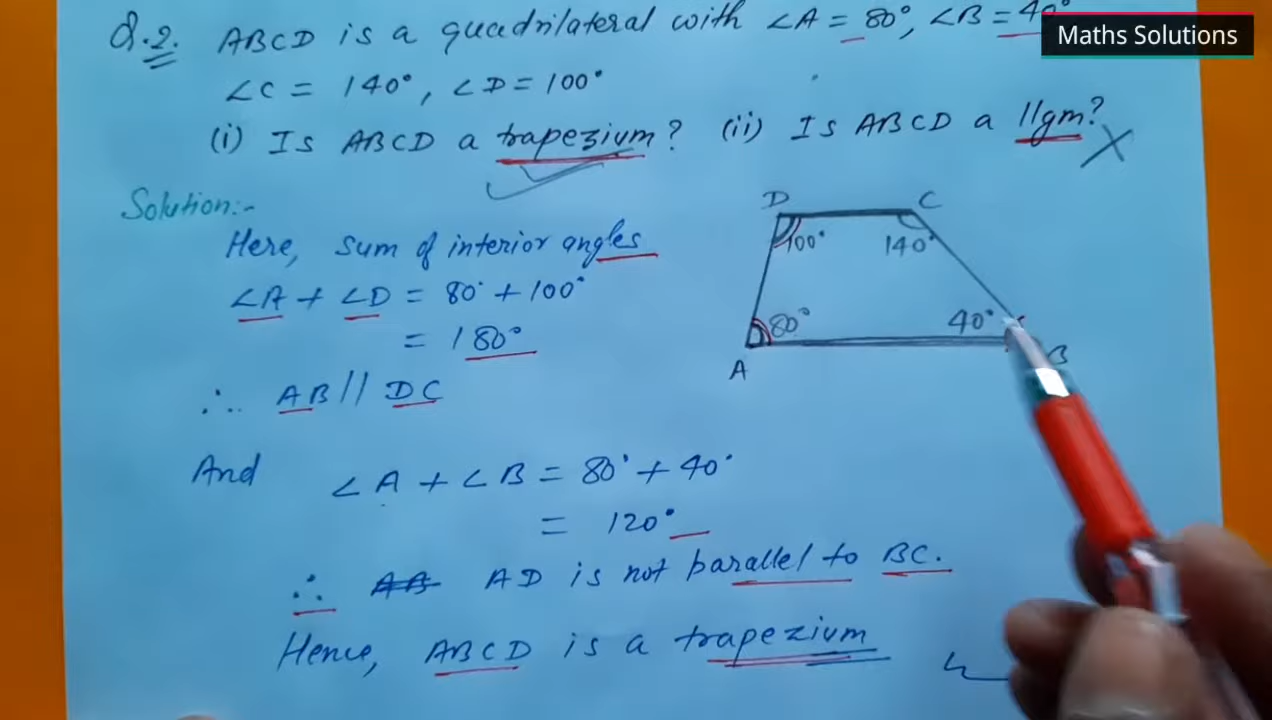 Q.2. ABCD is a quadrilateral with ∠A = 80°, ∠B = 40°
Maths Solutions
∠C = 140°, ∠D = 100°
(i) Is ABCD a trapezium? (ii) Is ABCD a ||gm?
Solution:-
Here, sum of interior angles
∠A + ∠D = 80° + 100°
= 180°
∴ AB // DC
And ∠A + ∠B = 80° + 40°
= 120°
∴ AB AD is not parallel to BC.
Hence, ABCD is a trapezium
D C
100° 140°
80° 40°
A B